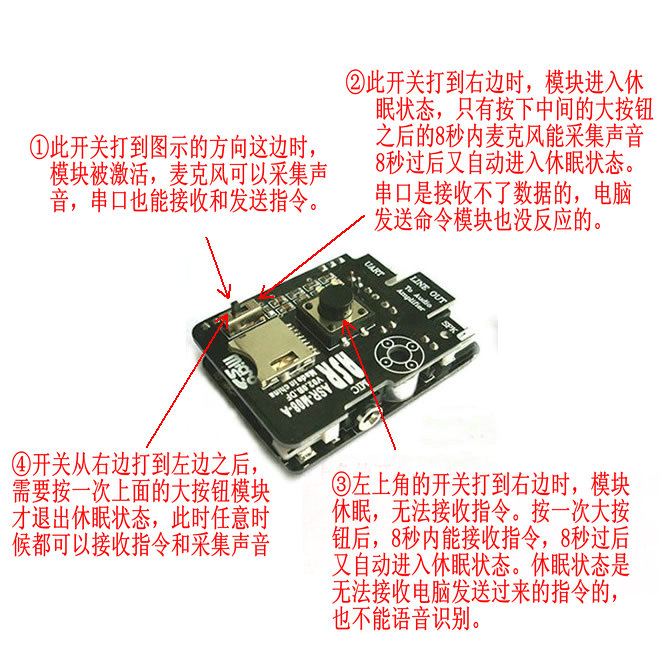 ②此开关打到右边时，模块进入休
眠状态，只有按下中间的大按钮
之后的8秒内麦克风能采集声音
8秒过后又自动进入休眠状态。
串口是接收不了数据的，电脑
发送命令模块也没反应的。
①此开关打到图示的方向这边时，
模块被激活，麦克风可以采集声
音，串口也能接收和发送指令。
UART
LINE OUT
To Audio
Amplifier
SPK
MIC
ASR
ASR-M08-A
V02.4B_DF
Made in china
④开关从右边打到左边之后，
需要按一次上面的大按钮模块
才退出休眠状态，此时任意时
候都可以接收指令和采集声音
③左上角的开关打到右边时，模块
休眠，无法接收指令。按一次大按
钮后，8秒内能接收指令，8秒过后
又自动进入休眠状态。休眠状态是
无法接收电脑发送过来的指令的，
也不能语音识别。